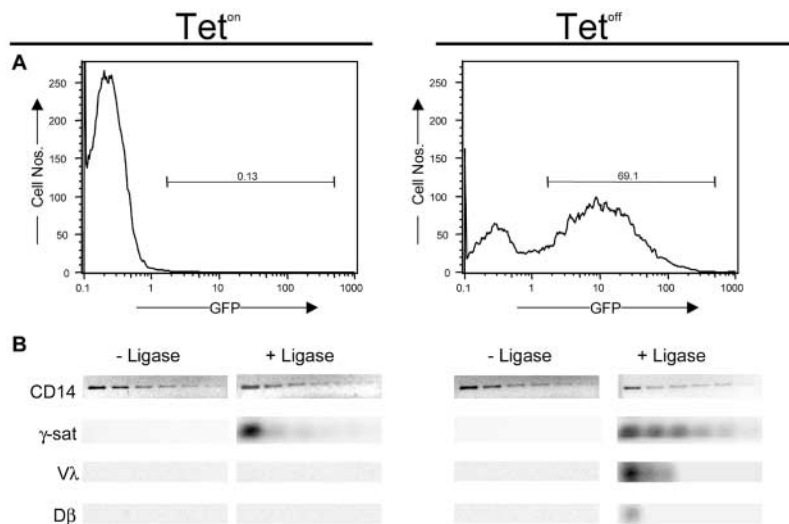 Tet^on Tet^off
A
Cell Nos.
250
200
150
100
50
0
0.13
0.1 1 10 100 1000
GFP
Cell Nos.
250
200
150
100
50
0
69.1
0.1 1 10 100 1000
GFP
B
- Ligase + Ligase - Ligase + Ligase
CD14
γ-sat
Vλ
Dβ